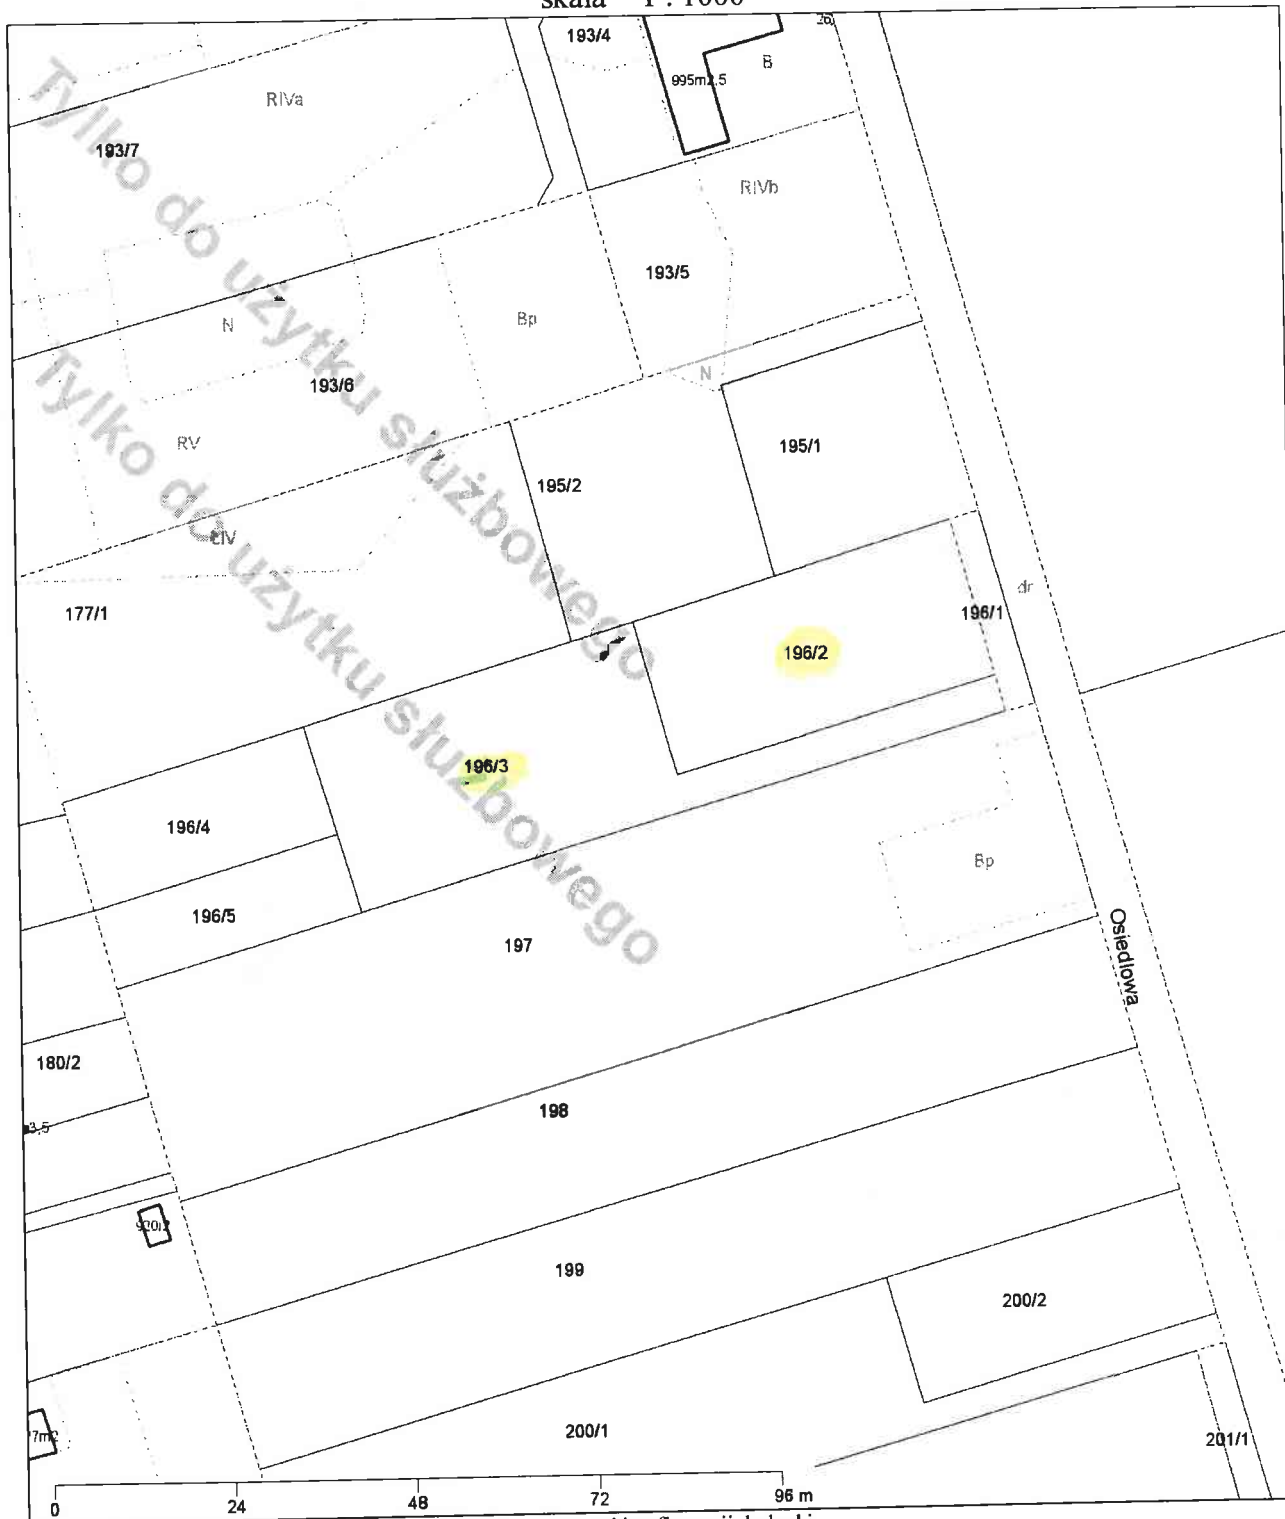 skala 1 : 1000
193/4
26,
B
995m2.5
RIVa
193/7
RIVb
193/5
Bp
N
193/6
N
RV
195/1
195/2
ŁIV
177/1
dr
196/1
196/2
196/3
196/4
Bp
196/5
197
Osiedlowa
180/2
198
3,5
199
200/2
200/1
7m2
201/1
0 24 48 72 96 m
Tylko do użytku służbowego
Tylko do użytku służbowego